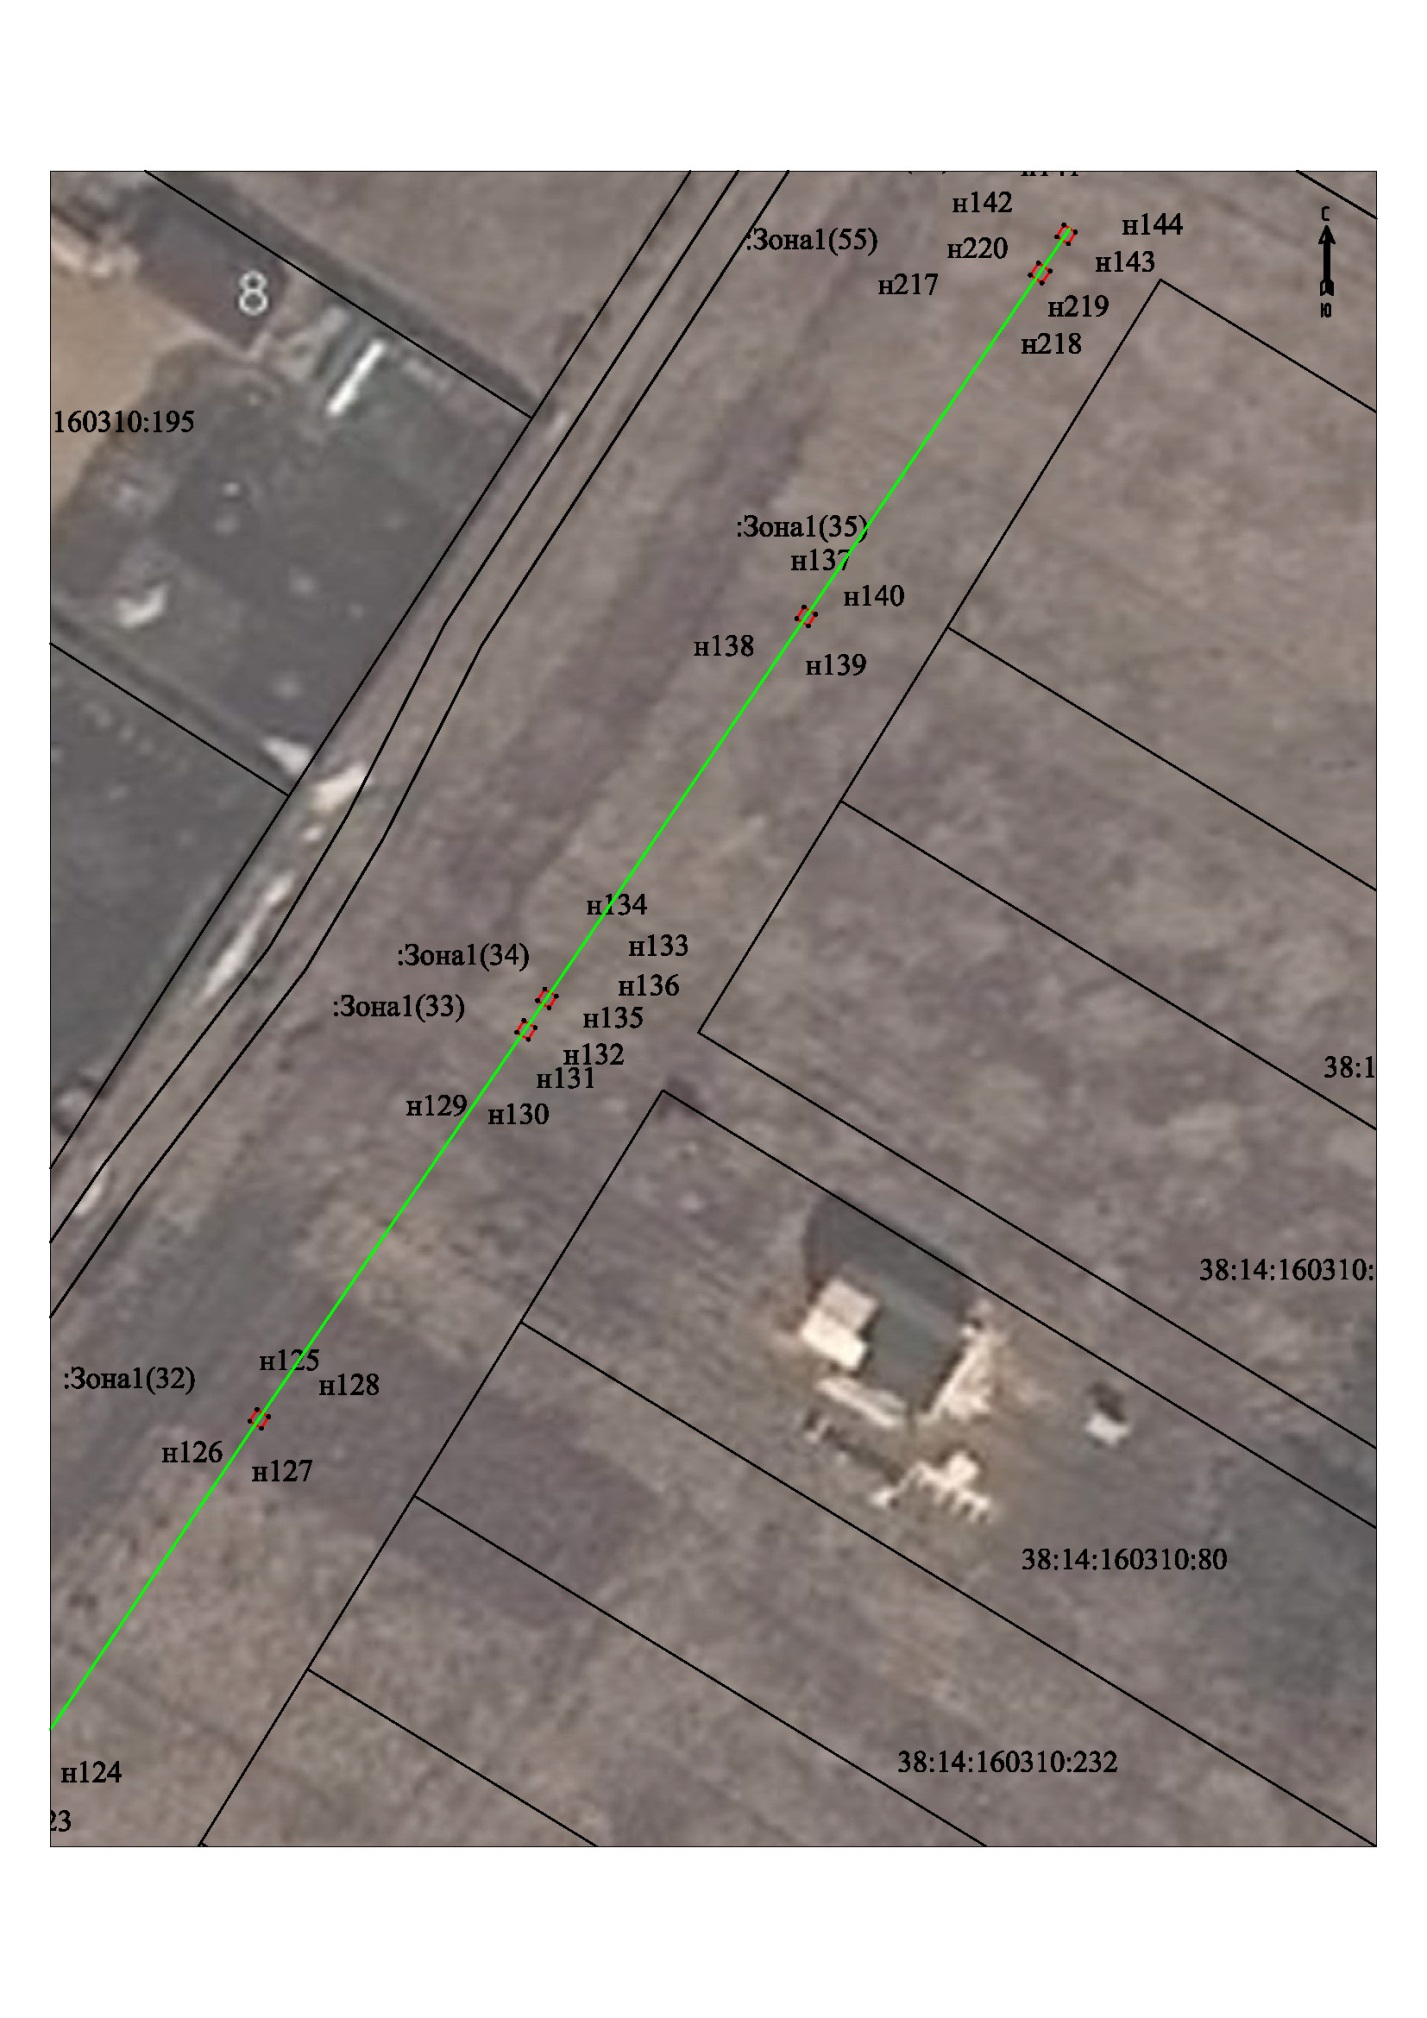 н142
н144
С
:Зона1(55)
н220
н143
н217
8
н219
Ю
н218
160310:195
:Зона1(35)
н137
н140
н138
н139
н134
н133
:Зона1(34)
н136
:Зона1(33)
н135
н132
38:1
н131
н129
н130
38:14:160310:
н125
:Зона1(32)
н128
н126
н127
38:14:160310:80
38:14:160310:232
н124
23